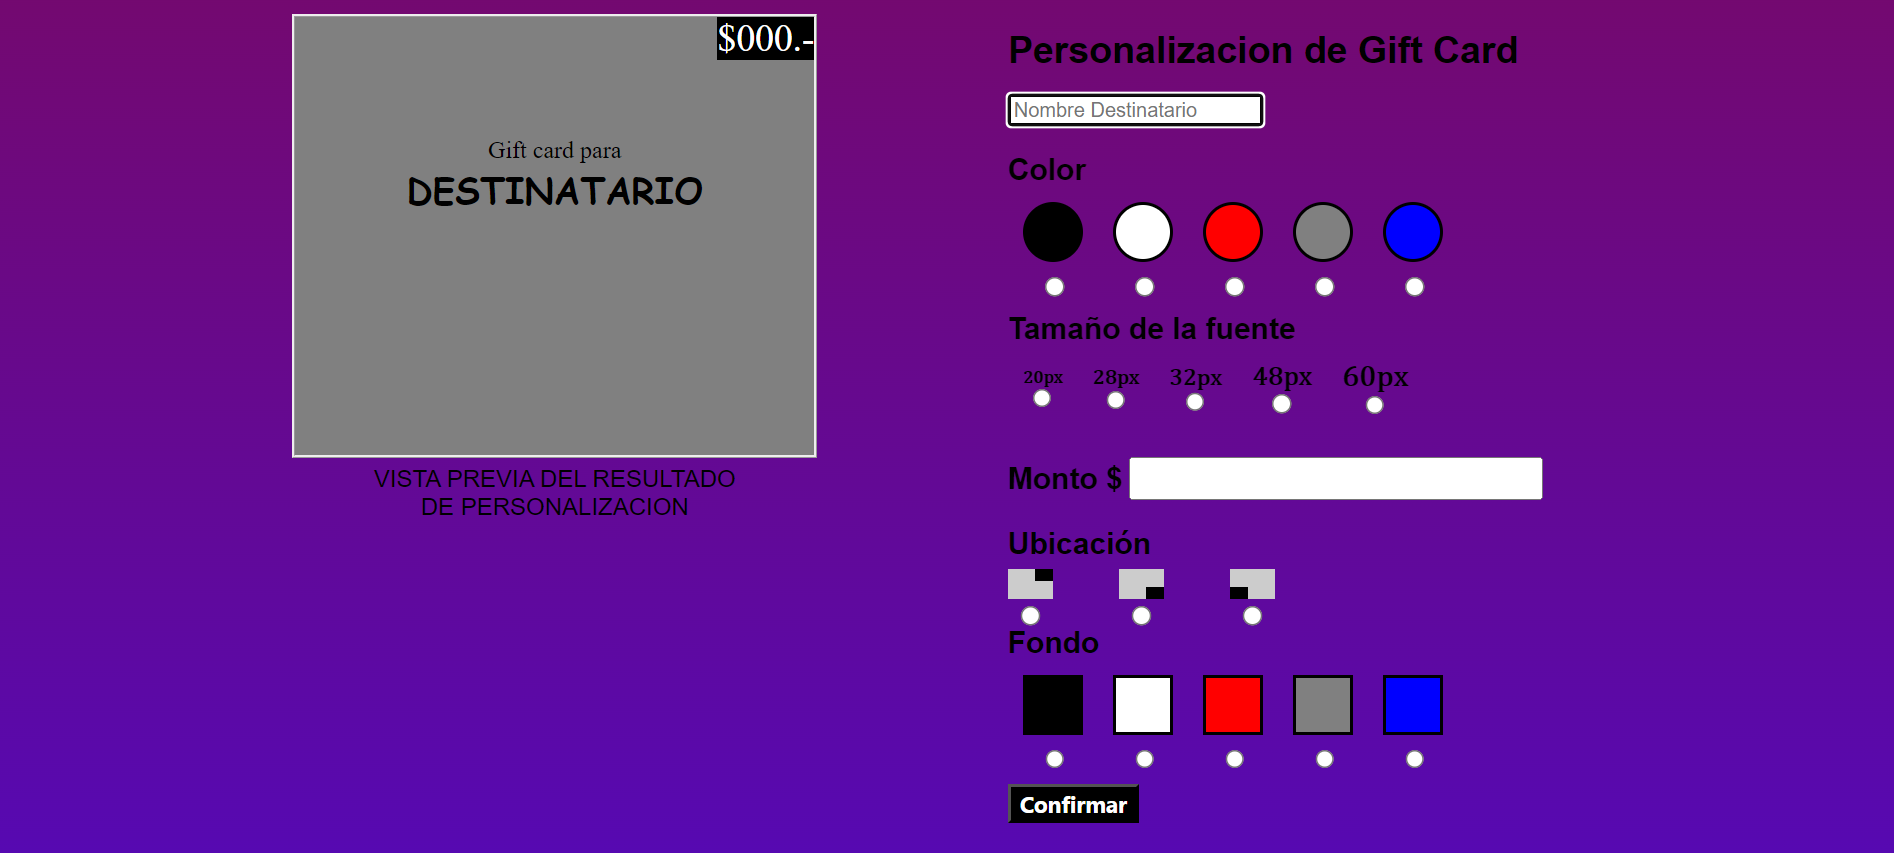 $000.-
Gift card para
DESTINATARIO
VISTA PREVIA DEL RESULTADO
DE PERSONALIZACION
Personalizacion de Gift Card
Nombre Destinatario
Color
Tamaño de la fuente
20px 28px 32px 48px 60px
Monto $
Ubicación
Fondo
Confirmar